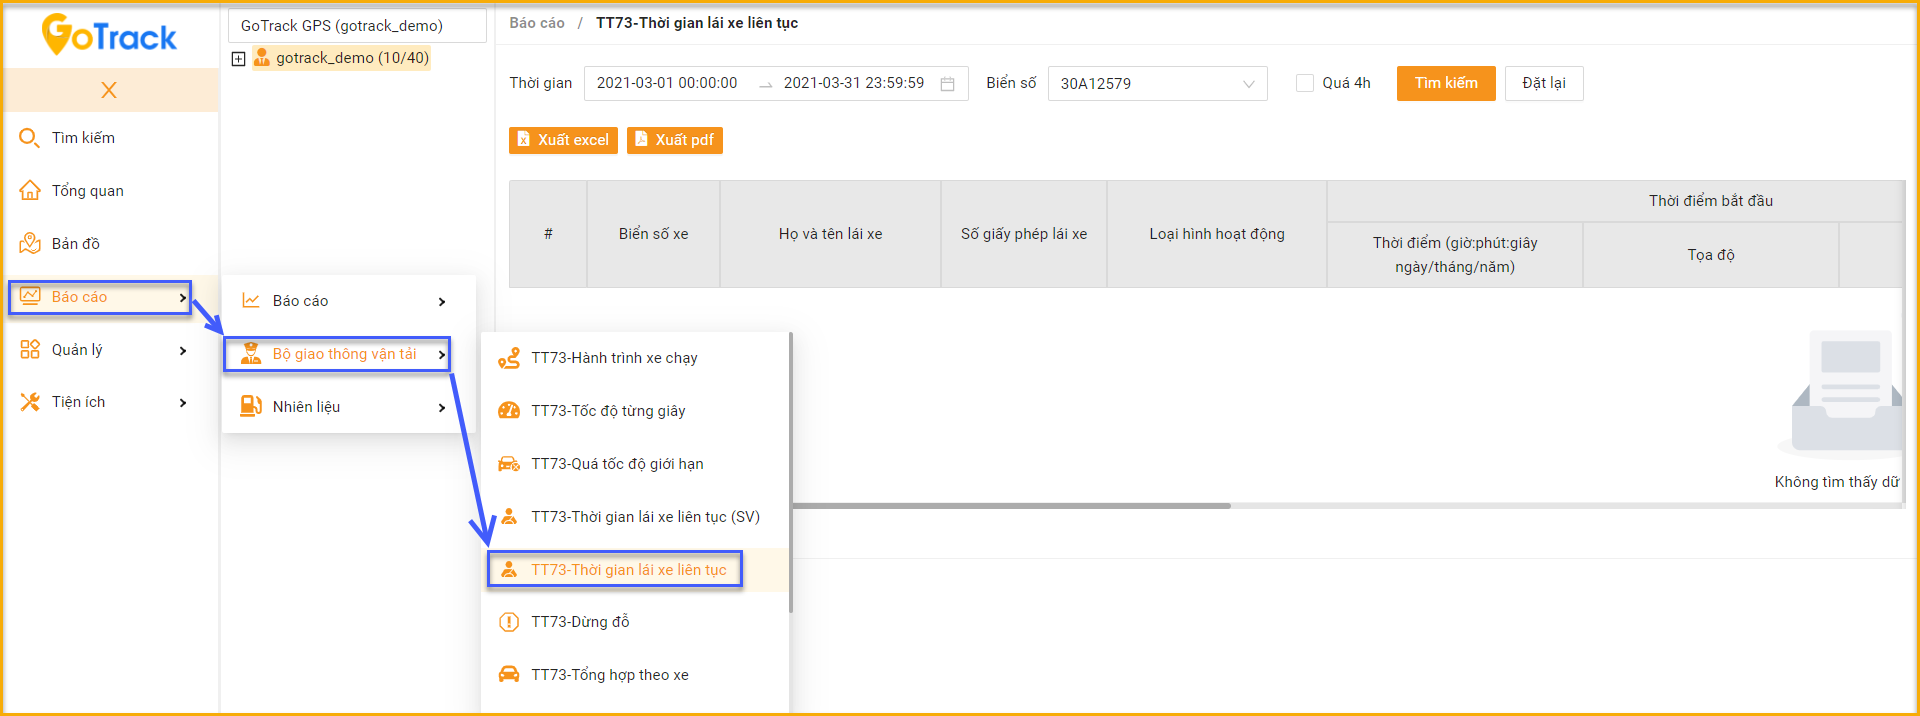 GoTrack
X
Tìm kiếm
Tổng quan
Bản đồ
Báo cáo
Quản lý
Tiện ích
GoTrack GPS (gotrack_demo)
gotrack_demo (10/40)
Báo cáo
Bộ giao thông vận tải
Nhiên liệu
TT73-Hành trình xe chạy
TT73-Tốc độ từng giây
TT73-Quá tốc độ giới hạn
TT73-Thời gian lái xe liên tục (SV)
TT73-Thời gian lái xe liên tục
TT73-Dừng đỗ
TT73-Tổng hợp theo xe
Báo cáo / TT73-Thời gian lái xe liên tục
Thời gian 2021-03-01 00:00:00 → 2021-03-31 23:59:59 Biển số 30A12579 Quá 4h Tìm kiếm Đặt lại
Xuất excel Xuất pdf
# Biển số xe Họ và tên lái xe Số giấy phép lái xe Loại hình hoạt động
Thời điểm bắt đầu
Thời điểm (giờ:phút:giây
ngày/tháng/năm)
Tọa độ
Không tìm thấy dữ